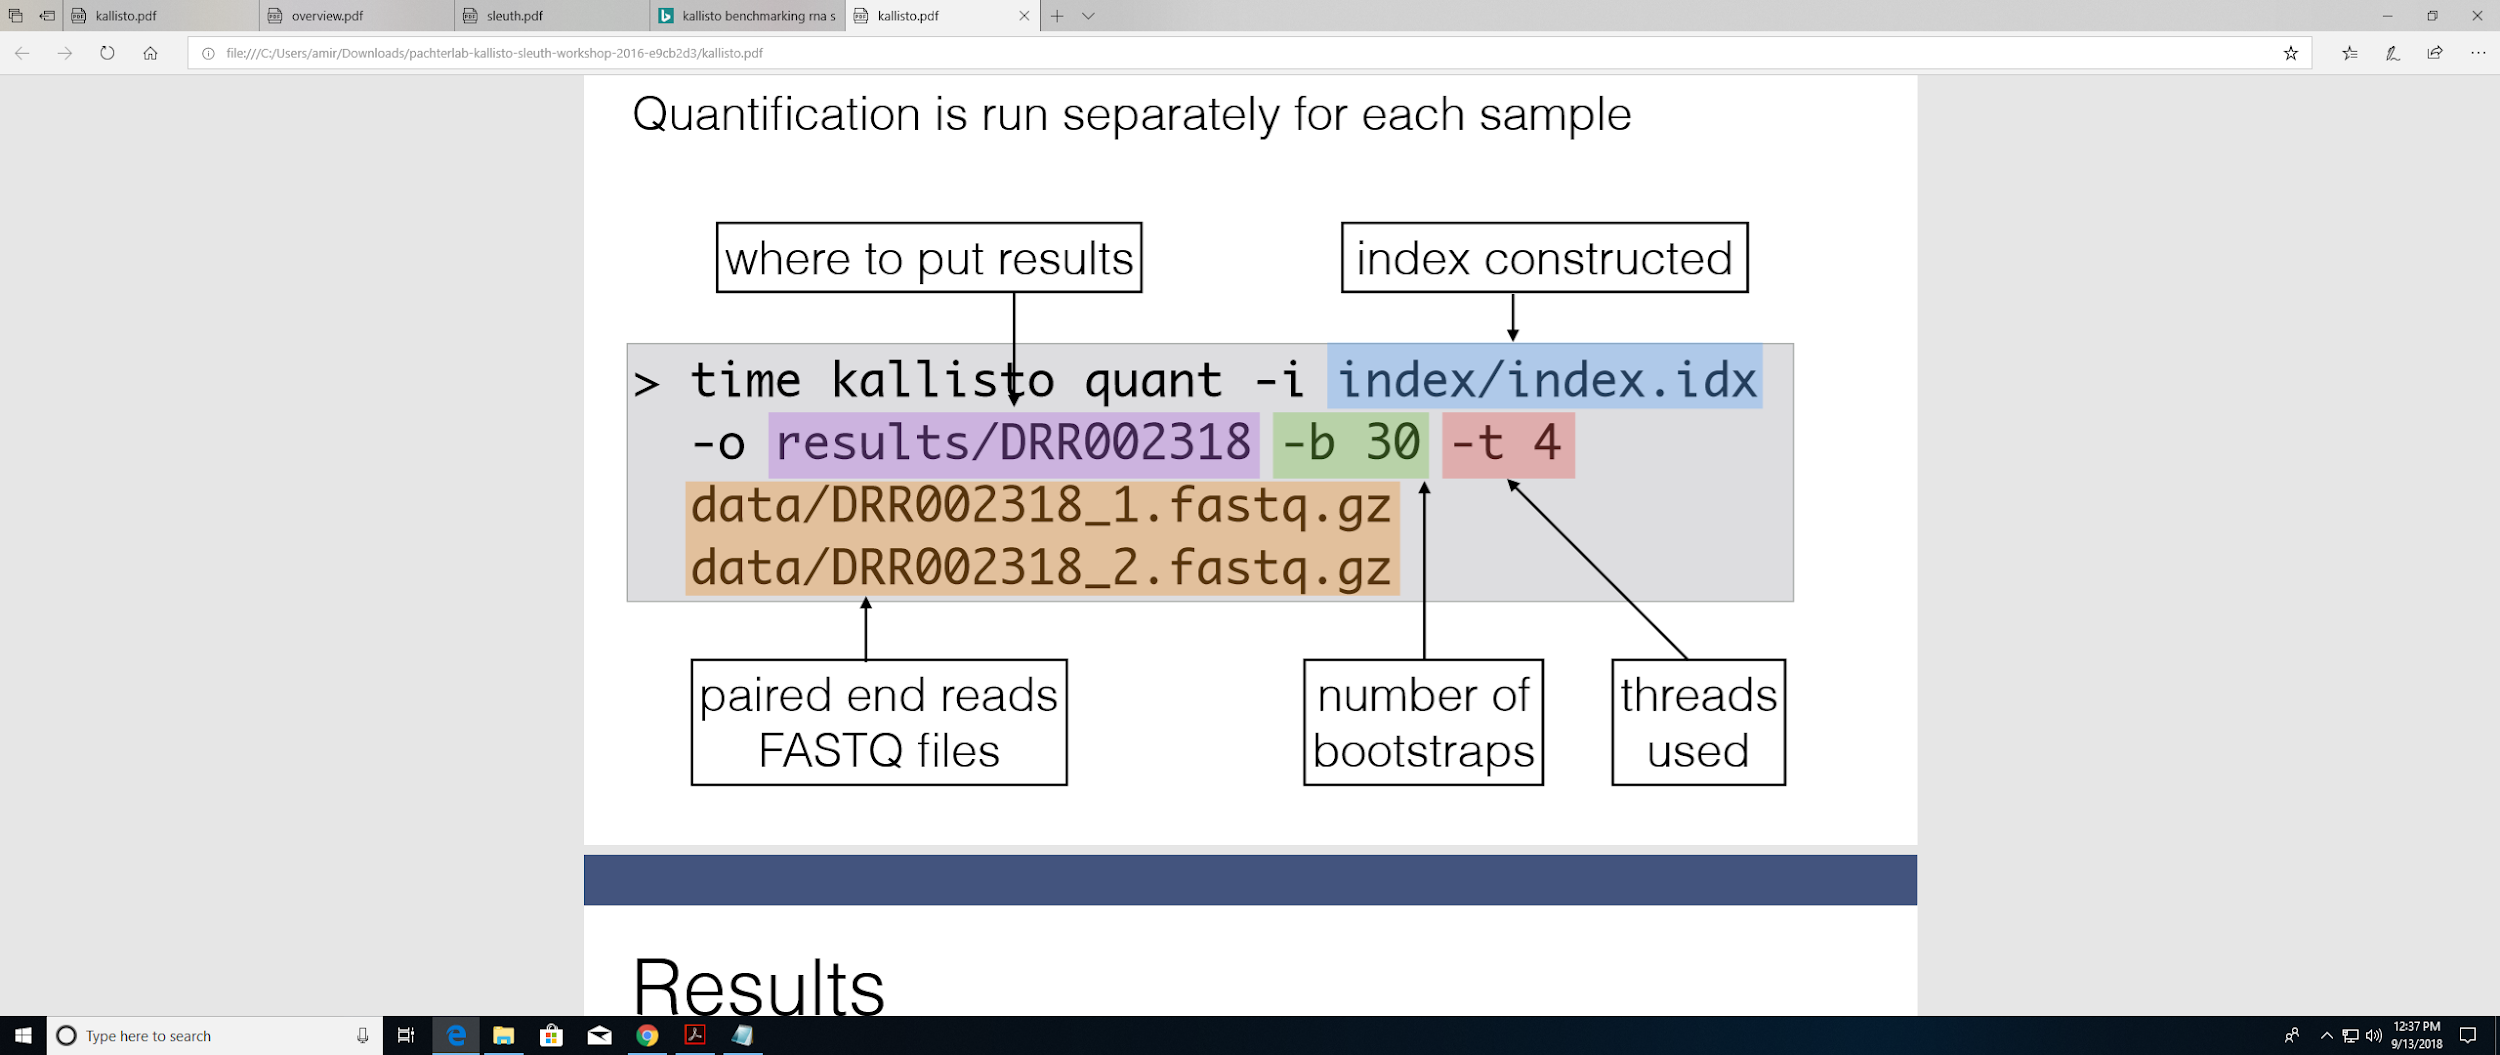 kallisto.pdf
overview.pdf
sleuth.pdf
kallisto benchmarking rna s
kallisto.pdf
file:///C:/Users/amir/Downloads/pachterlab-kallisto-sleuth-workshop-2016-e9cb2d3/kallisto.pdf
Quantification is run separately for each sample
where to put results
index constructed
> time kallisto quant -i index/index.idx
-o results/DRR002318 -b 30 -t 4
data/DRR002318_1.fastq.gz
data/DRR002318_2.fastq.gz
paired end reads
FASTQ files
number of
bootstraps
threads
used
Results
Type here to search
12:37 PM
9/13/2018